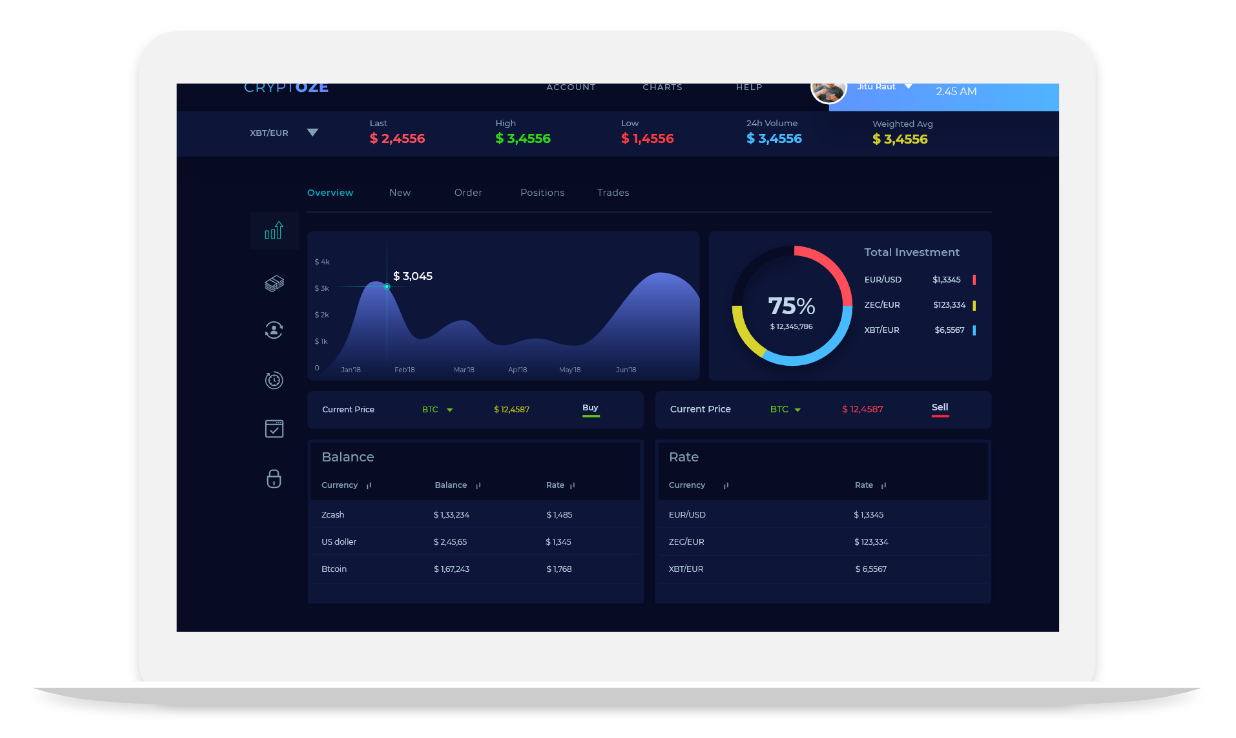 CRYPTOZE
ACCOUNT CHARTS HELP
Jitu Raut
2.45 AM
XBT/EUR
Last
$ 2,4556
High
$ 3,4556
Low
$ 1,4556
24h Volume
$ 3,4556
Weighted Avg
$ 3,4556
Overview New Order Positions Trades
$ 4k
$ 3k
$ 2k
$ 1k
0
$ 3,045
Jan'18 Feb'18 Mar'18 Apl'18 May'18 Jun'18
75%
$ 12,345,786
Total Investment
EUR/USD $1,3345
ZEC/EUR $123,334
XBT/EUR $6,5567
Current Price BTC $ 12,4587 Buy
Current Price BTC $ 12,4587 Sell
Balance
Currency Balance Rate
Zcash $ 1,33,234 $ 1,485
US doller $ 2,45,65 $ 1,345
Btcoin $ 1,67,243 $ 1,768
Rate
Currency Rate
EUR/USD $ 1,3345
ZEC/EUR $ 123,334
XBT/EUR $ 6,5567